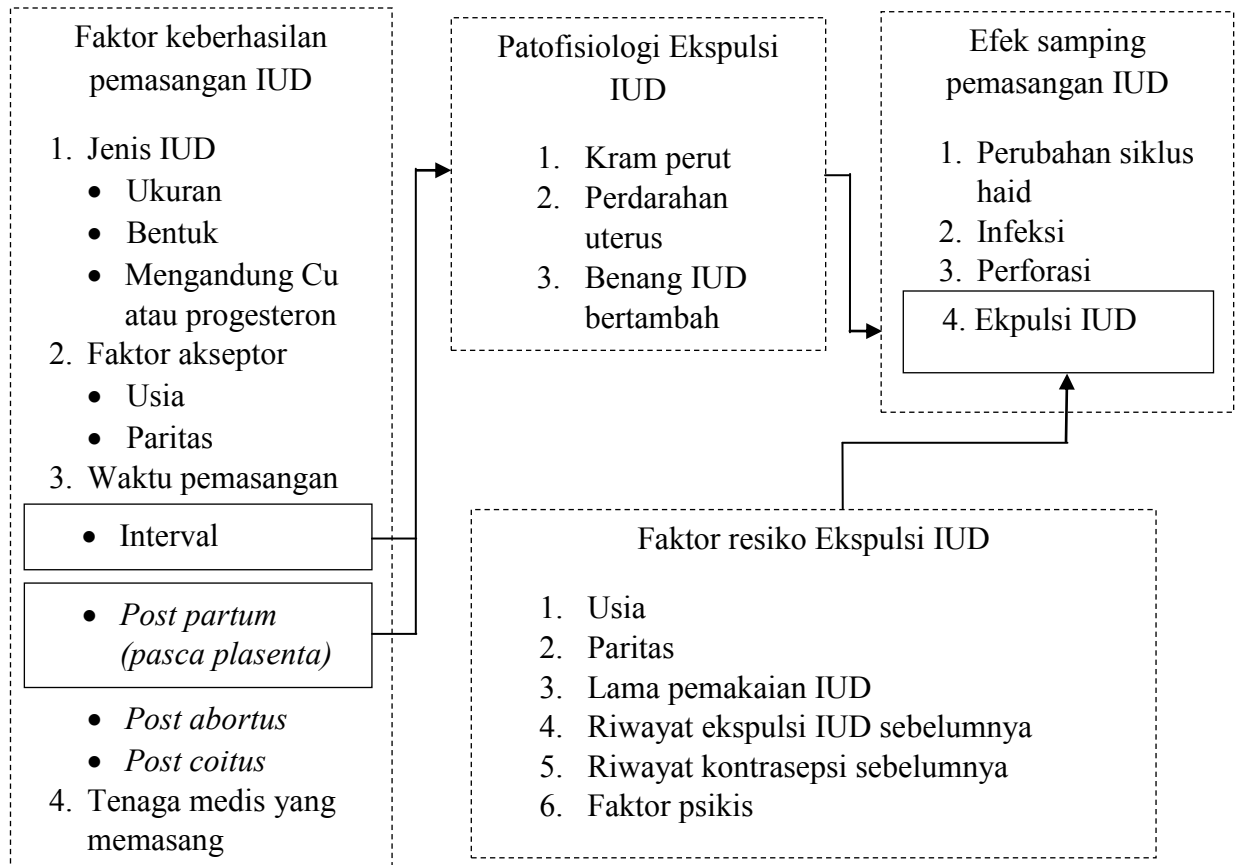 Faktor keberhasilan
pemasangan IUD
1. Jenis IUD
• Ukuran
• Bentuk
• Mengandung Cu
atau progesteron
2. Faktor akseptor
• Usia
• Paritas
3. Waktu pemasangan
• Interval
• Post partum
(pasca plasenta)
• Post abortus
• Post coitus
4. Tenaga medis yang
memasang
Patofisiologi Ekspulsi
IUD
1. Kram perut
2. Perdarahan
uterus
3. Benang IUD
bertambah
Efek samping
pemasangan IUD
1. Perubahan siklus
haid
2. Infeksi
3. Perforasi
4. Ekpulsi IUD
Faktor resiko Ekspulsi IUD
1. Usia
2. Paritas
3. Lama pemakaian IUD
4. Riwayat ekspulsi IUD sebelumnya
5. Riwayat kontrasepsi sebelumnya
6. Faktor psikis